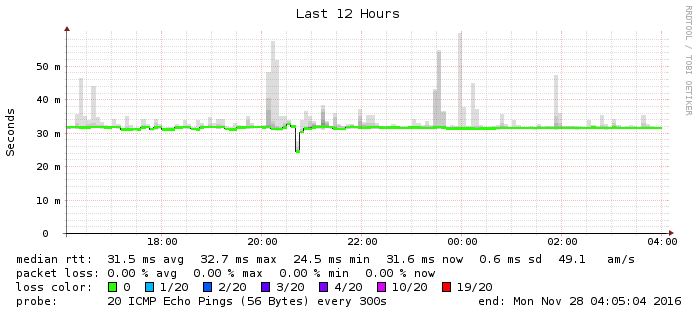 Last 12 Hours
RRDTOOL / TOBI OETIKER
Seconds
50 m
40 m
30 m
20 m
10 m
0
18:00 20:00 22:00 00:00 02:00 04:00
median rtt: 31.5 ms avg 32.7 ms max 24.5 ms min 31.6 ms now 0.6 ms sd 49.1 am/s
packet loss: 0.00 % avg 0.00 % max 0.00 % min 0.00 % now
loss color: 0 1/20 2/20 3/20 4/20 10/20 19/20
probe: 20 ICMP Echo Pings (56 Bytes) every 300s end: Mon Nov 28 04:05:04 2016